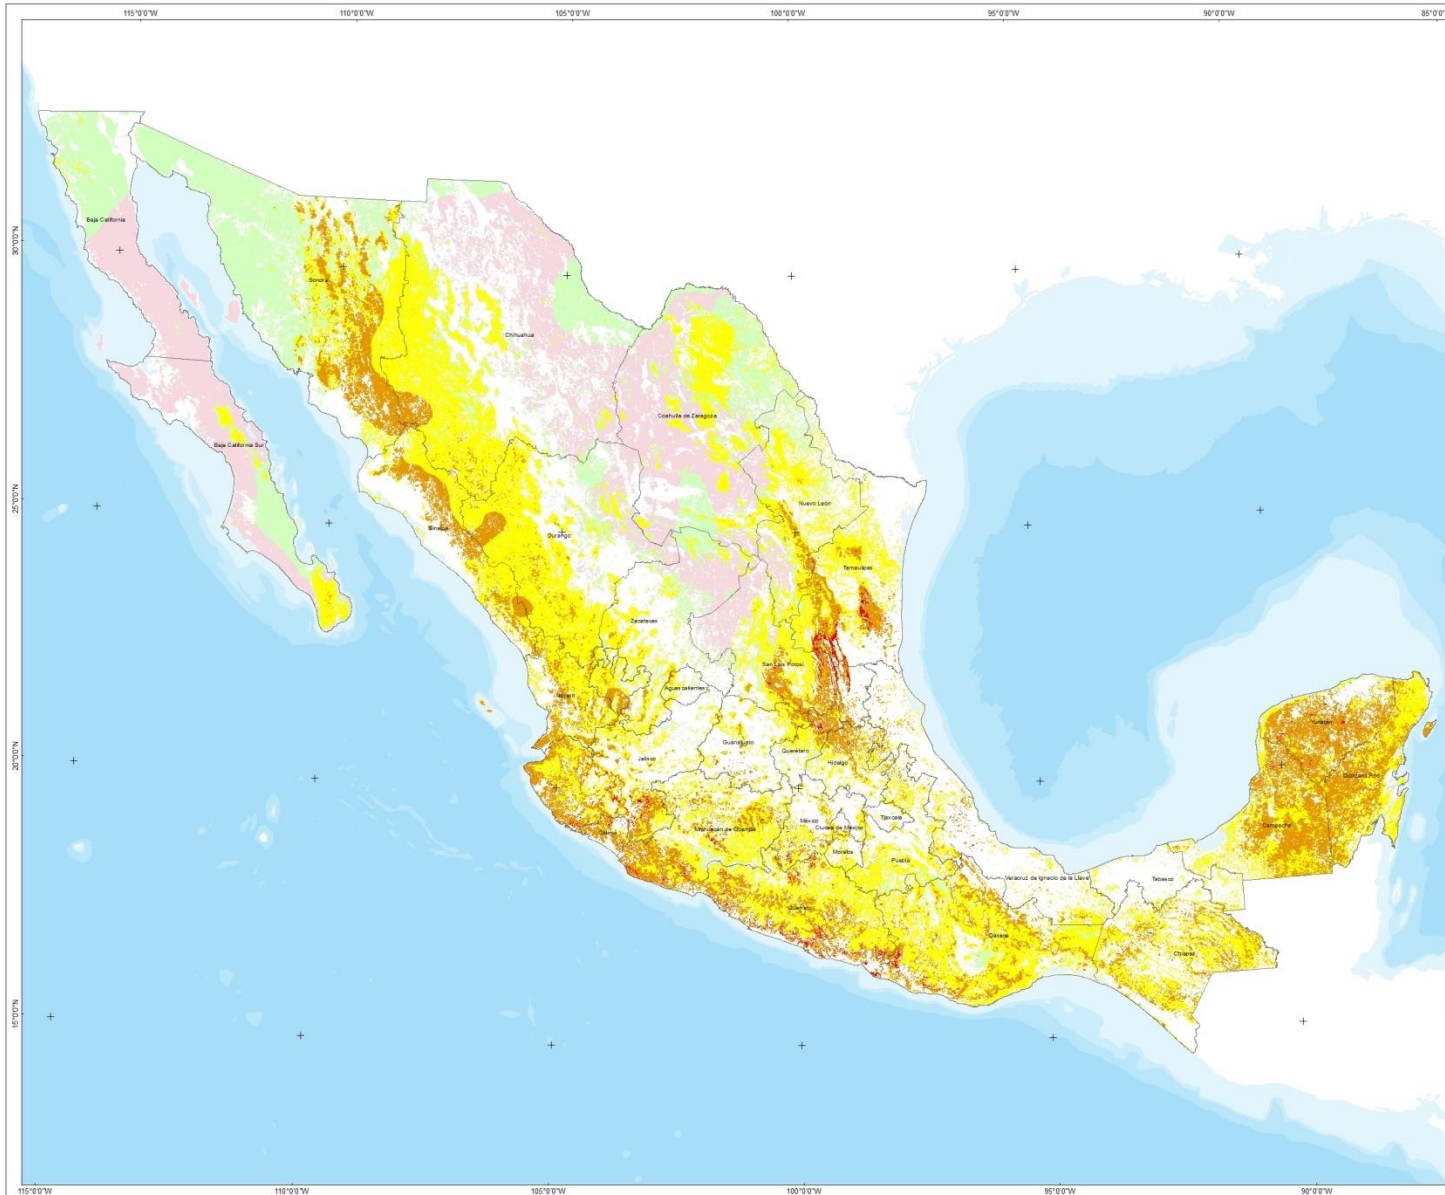 115°0'0"W 110°0'0"W 105°0'0"W 100°0'0"W 95°0'0"W 90°0'0"W
30°0'0"N
25°0'0"N
20°0'0"N
15°0'0"N
Baja California
Sonora
Chihuahua
Coahuila de Zaragoza
Baja California Sur
Nuevo León
Sinaloa
Durango
Tamaulipas
Zacatecas
San Luis Potosí
Aguascalientes
Nayarit
Yucatán
Guanajuato
Querétaro
Jalisco
Hidalgo
Quintana Roo
México
Tlaxcala
Ciudad de México
Michoacán de Ocampo
Colima
Campeche
Morelos
Puebla
Veracruz de Ignacio de la Llave
Tabasco
Guerrero
Oaxaca
Chiapas
115°0'0"W 110°0'0"W 105°0'0"W 100°0'0"W 95°0'0"W 90°0'0"W